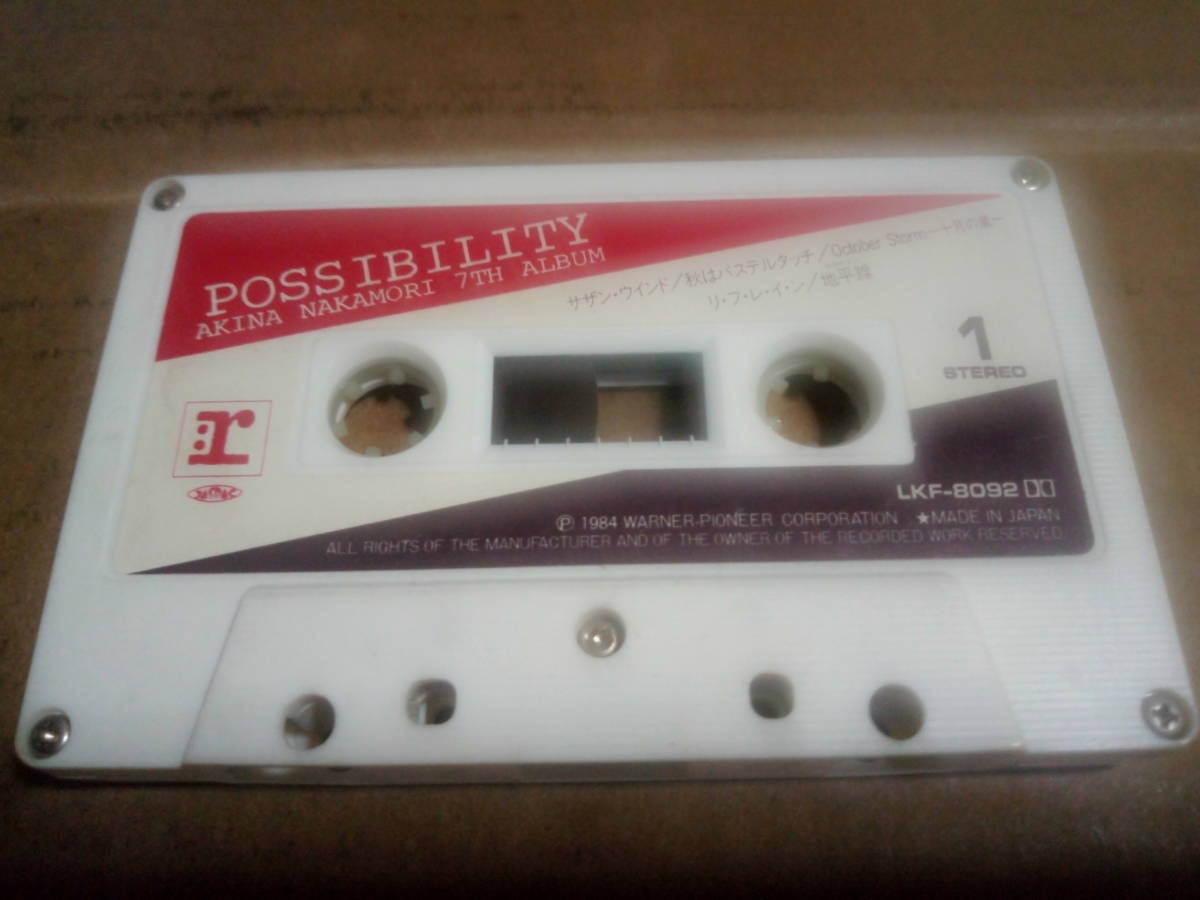 POSSIBILITY
AKINA NAKAMORI 7TH ALBUM
サザン・ウインド/秋はパステルタッチ/October Storm—十月の嵐—
リ・フ・レ・イ・ン/地平線
1
STEREO
r
JASRAC
LKF-8092
Ⓟ 1984 WARNER-PIONEER CORPORATION ★MADE IN JAPAN
ALL RIGHTS OF THE MANUFACTURER AND OF THE OWNER OF THE RECORDED WORK RESERVED